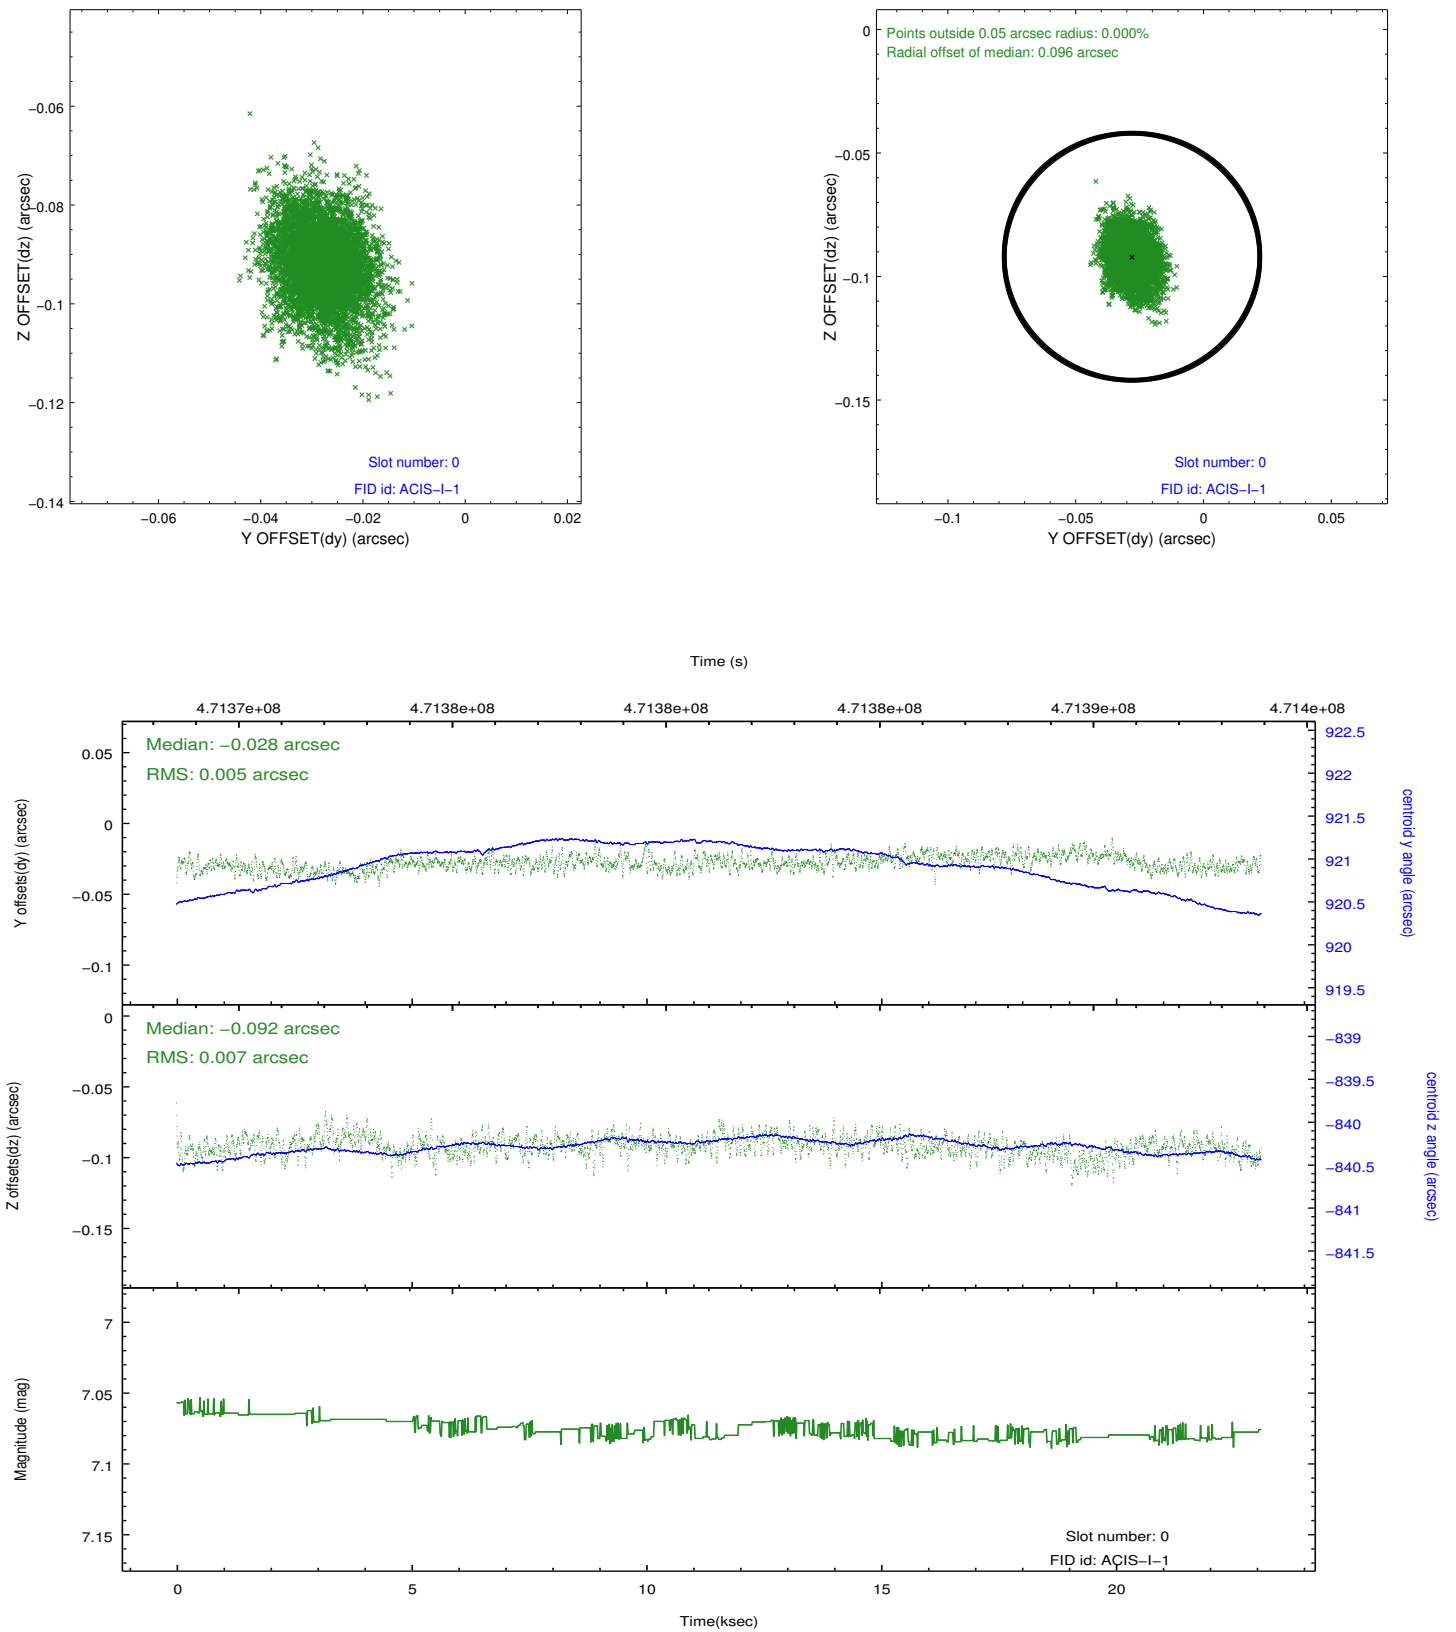 −0.06
−0.08
−0.1
−0.12
−0.14
Z OFFSET(dz) (arcsec)
Slot number: 0
FID id: ACIS−I−1
−0.06
−0.04
−0.02
0
0.02
Y OFFSET(dy) (arcsec)
Points outside 0.05 arcsec radius: 0.000%
Radial offset of median: 0.096 arcsec
0
−0.05
−0.1
−0.15
Z OFFSET(dz) (arcsec)
Slot number: 0
FID id: ACIS−I−1
−0.1
−0.05
0
0.05
Y OFFSET(dy) (arcsec)
Time (s)
4.7137e+08
4.7138e+08
4.7138e+08
4.7138e+08
4.7139e+08
4.714e+08
Median: −0.028 arcsec
RMS: 0.005 arcsec
0.05
0
−0.05
−0.1
Y offsets(dy) (arcsec)
922.5
922
921.5
921
920.5
920
919.5
centroid y angle (arcsec)
Median: −0.092 arcsec
RMS: 0.007 arcsec
0
−0.05
−0.1
−0.15
Z offsets(dz) (arcsec)
−839
−839.5
−840
−840.5
−841
−841.5
centroid z angle (arcsec)
7
7.05
7.1
7.15
Magnitude (mag)
Slot number: 0
FID id: ACIS−I−1
0
5
10
15
20
Time(ksec)